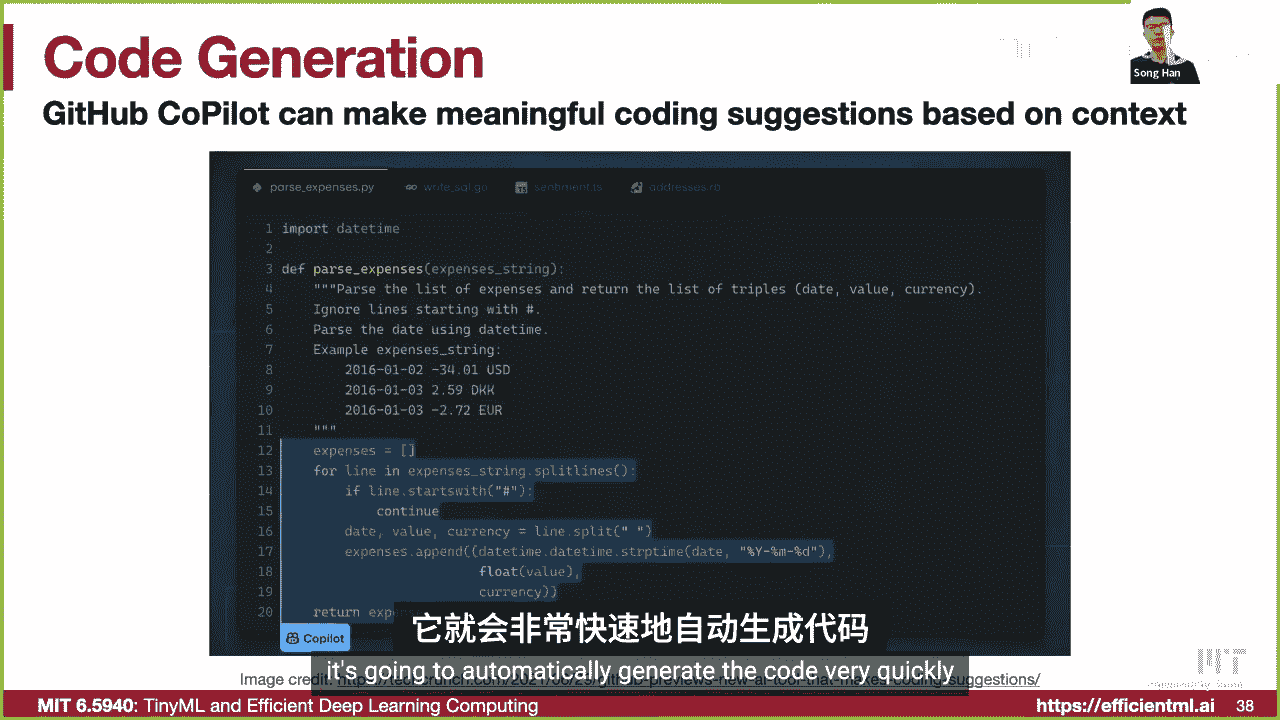 Code Generation
Song Han
GitHub CoPilot can make meaningful coding suggestions based on context
parse_expenses.py write_sql.go sentiment.ts addresses.rb
1 import datetime
2
3 def parse_expenses(expenses_string):
4 """Parse the list of expenses and return the list of triples (date, value, currency).
5 Ignore lines starting with #.
6 Parse the date using datetime.
7 Example expenses_string:
8 2016-01-02 -34.01 USD
9 2016-01-03 2.59 DKK
10 2016-01-03 -2.72 EUR
11 """
12 expenses = []
13 for line in expenses_string.splitlines():
14 if line.startswith("#"):
15 continue
16 date, value, currency = line.split(" ")
17 expenses.append((datetime.datetime.strptime(date, "%Y-%m-%d"),
18 float(value),
19 currency))
20 return
Copilot
它就会非常快速地自动生成代码
it's going to automatically generate the code very quickly
Image credit: suggestions/
MIT
MIT 6.5940: TinyML and Efficient Deep Learning Computing https://efficientml.ai 38